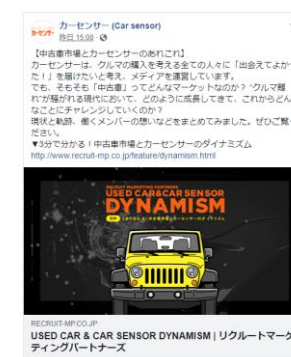 カーセンサー (Car sensor)
カーセンサー
昨日 15:00
【中古車市場とカーセンサーのあれこれ】
カーセンサーは、クルマの購入を考える全ての人々に「出会えてよかっ
た！」を届けたいと考え、メディアを運営しています。
でも、そもそも「中古車」ってどんなマーケットなのか？ “クルマ離
れ”が騒がれる現代において、どのように成長してきて、これからどん
なことにチャレンジしていくのか？
現状と軌跡、働くメンバーの想いなどをまとめてみました。ぜひご覧く
ださい。
▼3分で分かる！中古車市場とカーセンサーのダイナミズム
http://www.recruit-mp.co.jp/feature/dynamism.html
RECRUIT MARKETING PARTNERS
USED CAR&CAR SENSOR
DYNAMISM
RECRUIT-MP.CO.JP
USED CAR & CAR SENSOR DYNAMISM | リクルートマーケ
ティングパートナーズ